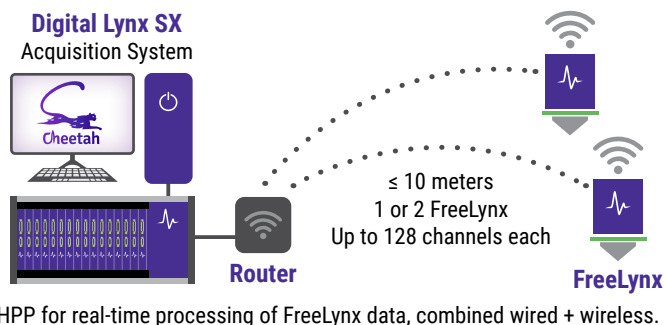 Digital Lynx SX
Acquisition System
Cheetah
≤ 10 meters
1 or 2 FreeLynx
Up to 128 channels each
Router
FreeLynx
HPP for real-time processing of FreeLynx data, combined wired + wireless.